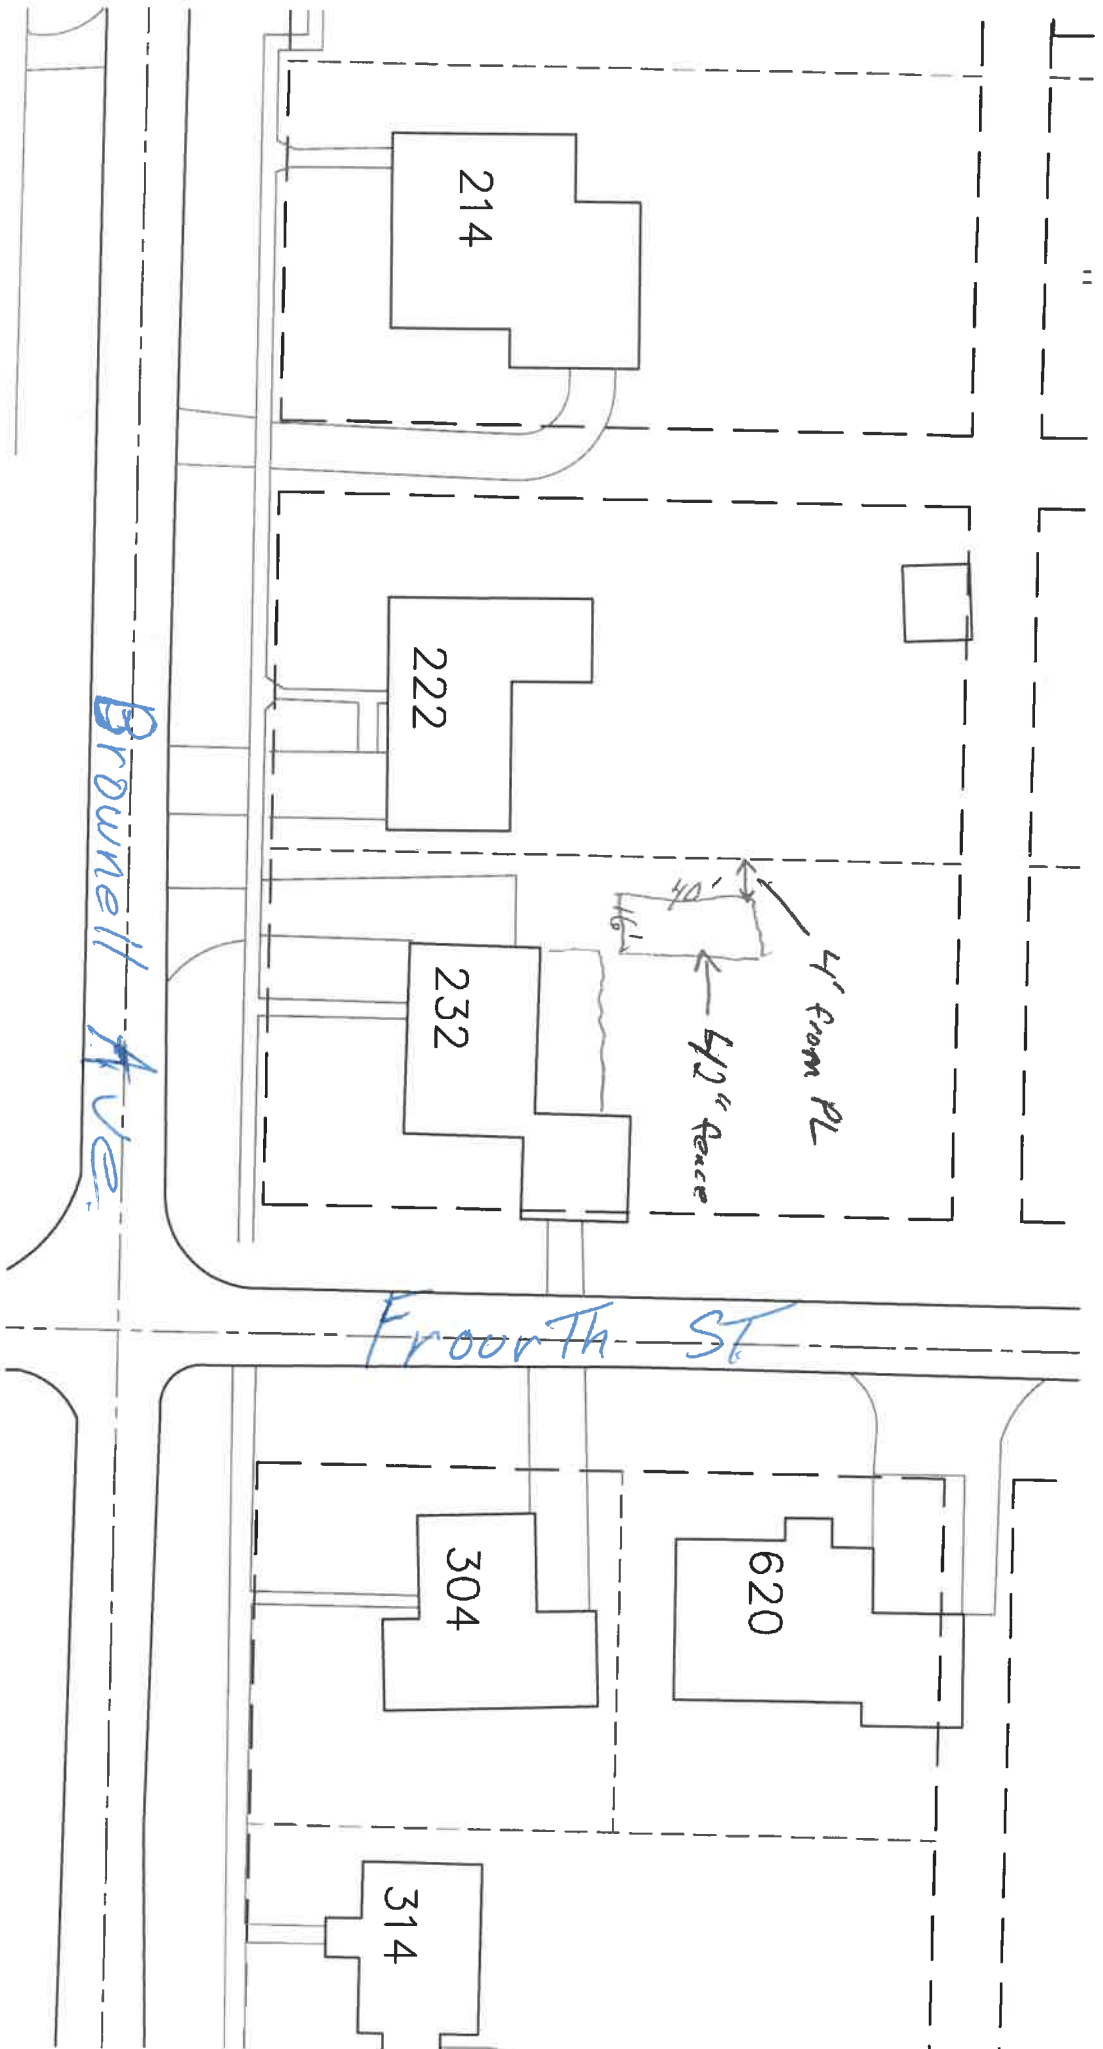 214
222
40'
16'
4' from PL
42" fence
232
Brownell Ave.
Froorth ST
304
620
314